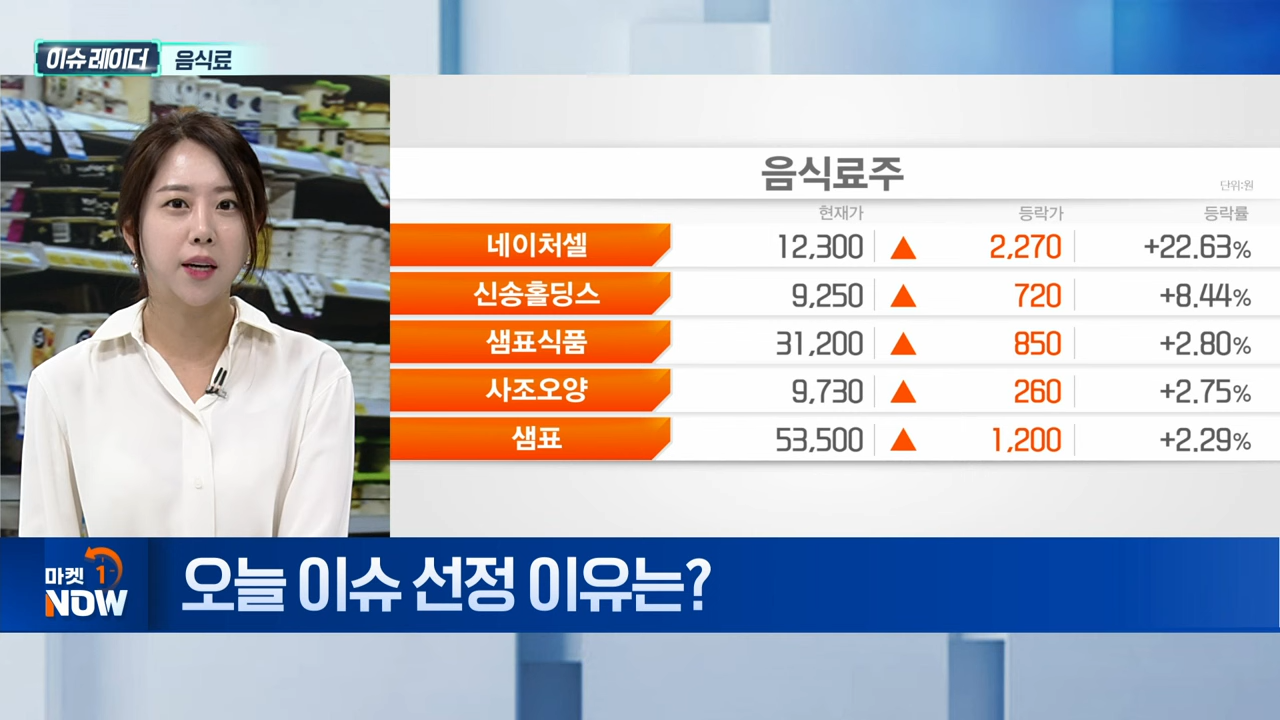 이슈 레이더 음식료
음식료주
단위:원
현재가 등락가 등락률
네이처셀 12,300 ▲ 2,270 +22.63%
신송홀딩스 9,250 ▲ 720 +8.44%
샘표식품 31,200 ▲ 850 +2.80%
사조오양 9,730 ▲ 260 +2.75%
샘표 53,500 ▲ 1,200 +2.29%
마켓 1
NOW
오늘 이슈 선정 이유는?